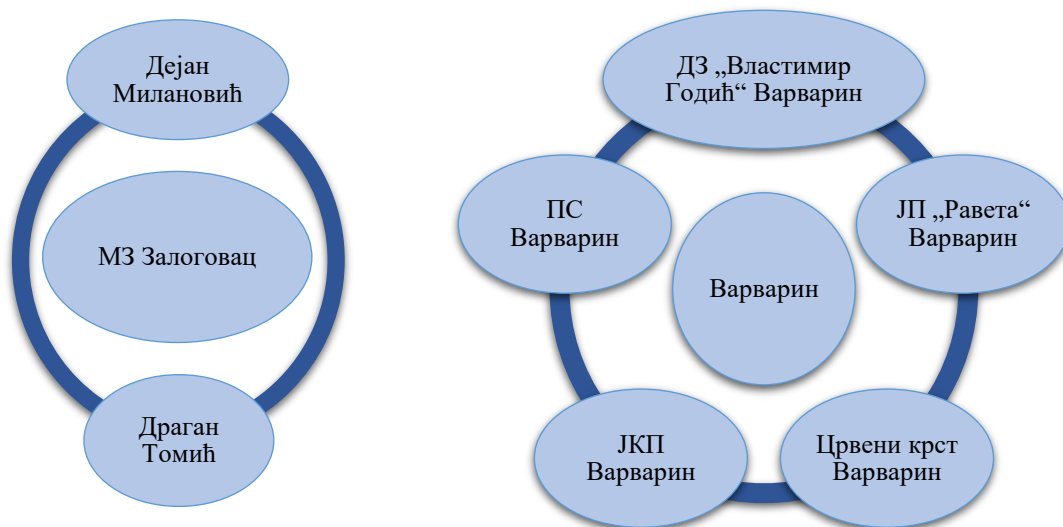 Дејан
Милановић
МЗ Залоговац
Драган
Томић
ДЗ „Властимир
Годић“ Варварин
ПС
Варварин
ЈП „Равета“
Варварин
Варварин
ЈКП
Варварин
Црвени крст
Варварин